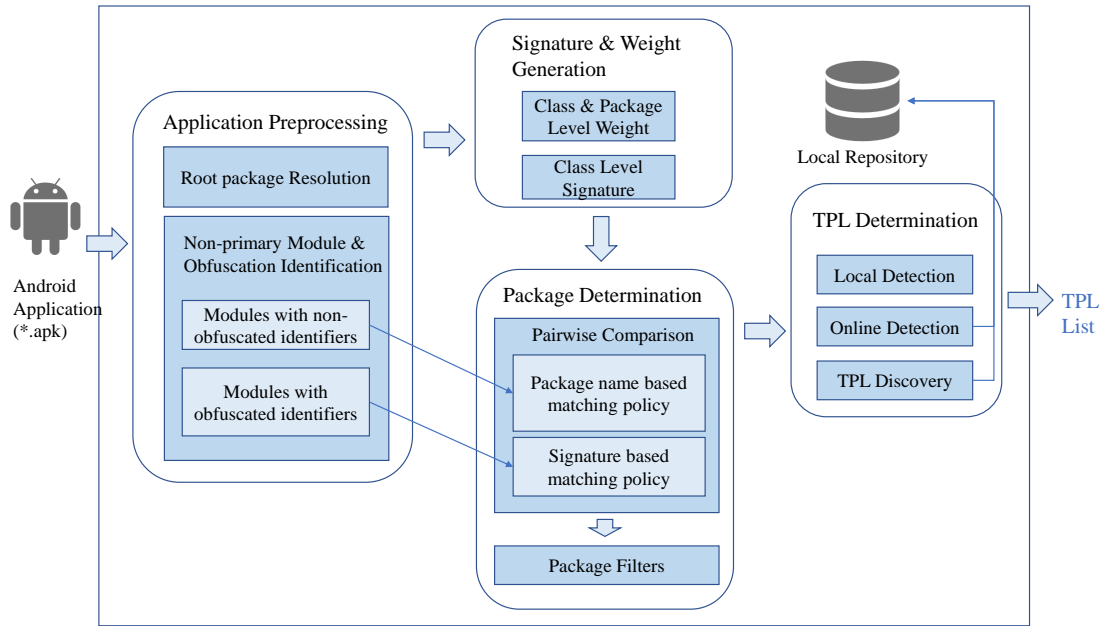 Android
Application
(*.apk)
Application Preprocessing
Root package Resolution
Non-primary Module &
Obfuscation Identification
Modules with non-
obfuscated identifiers
Modules with
obfuscated identifiers
Signature & Weight
Generation
Class & Package
Level Weight
Class Level
Signature
Package Determination
Pairwise Comparison
Package name based
matching policy
Signature based
matching policy
Package Filters
Local Repository
TPL Determination
Local Detection
Online Detection
TPL Discovery
TPL
List